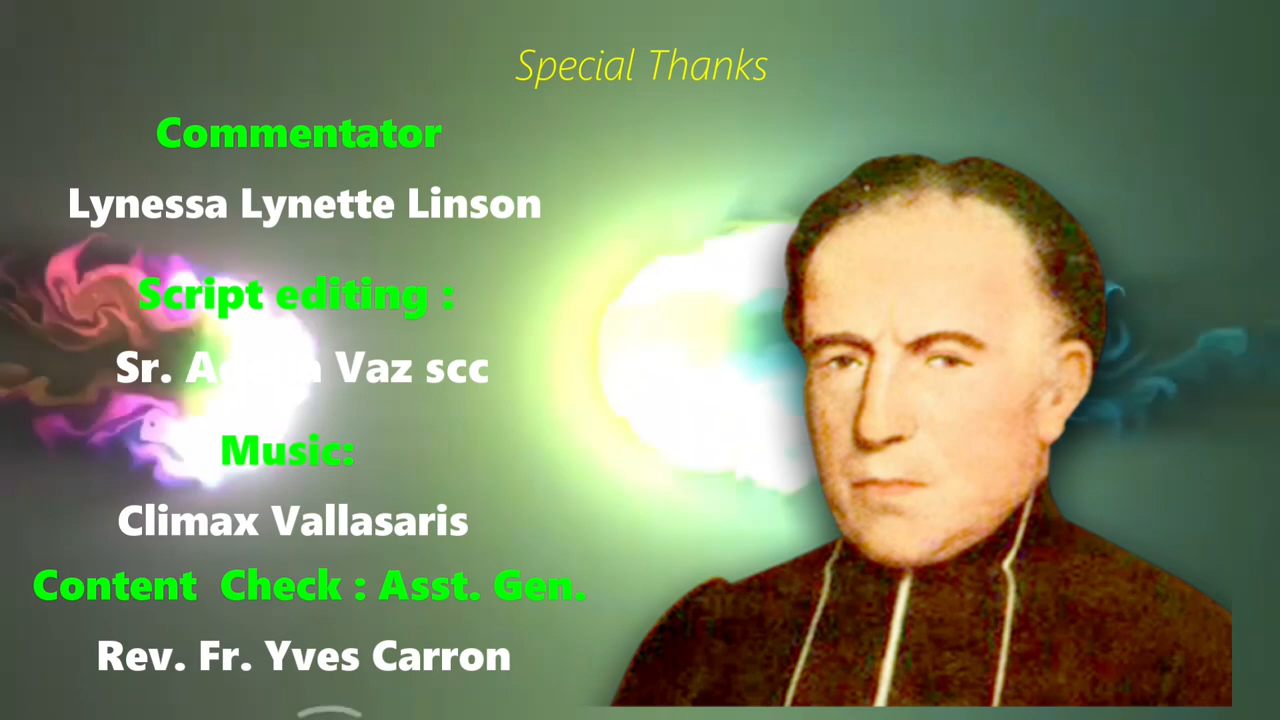 Special Thanks
Commentator
Lynessa Lynette Linson
Script editing :
Sr. Vaz scc
Music:
Climax Vallasaris
Content Check : Asst. Gen.
Rev. Fr. Yves Carron